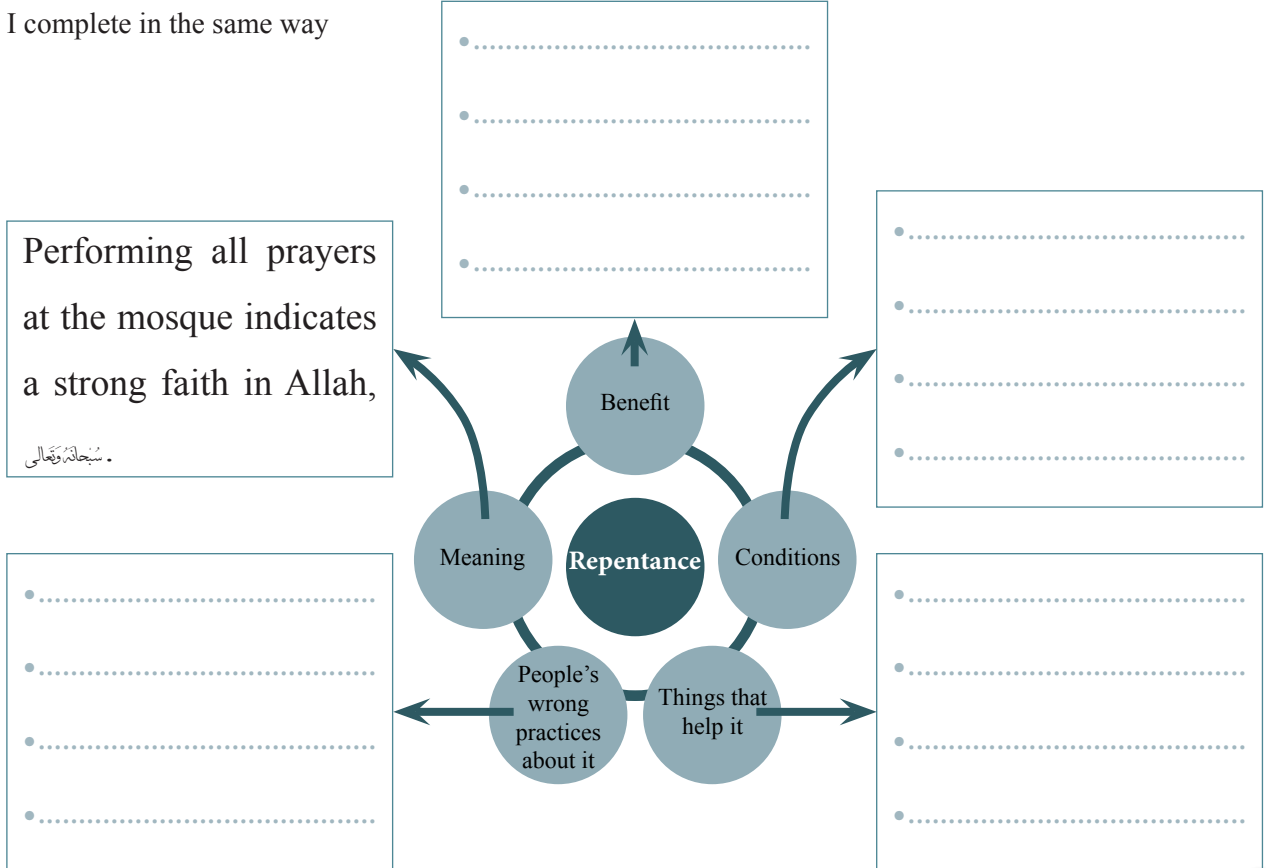 I complete in the same way
Performing all prayers
at the mosque indicates
a strong faith in Allah,
سُبْحَانَهُ وَتَعَالَى .
Benefit
Meaning
Repentance
Conditions
People’s
wrong
practices
about it
Things that
help it